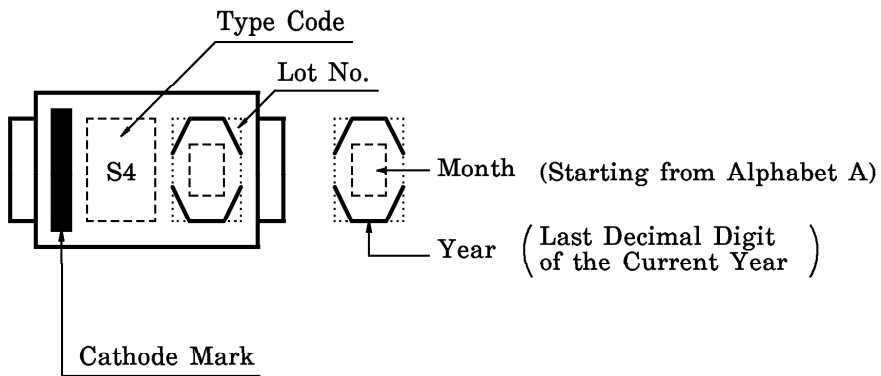 Type Code
Lot No.
S4
Month (Starting from Alphabet A)
Year (Last Decimal Digit
of the Current Year)
Cathode Mark